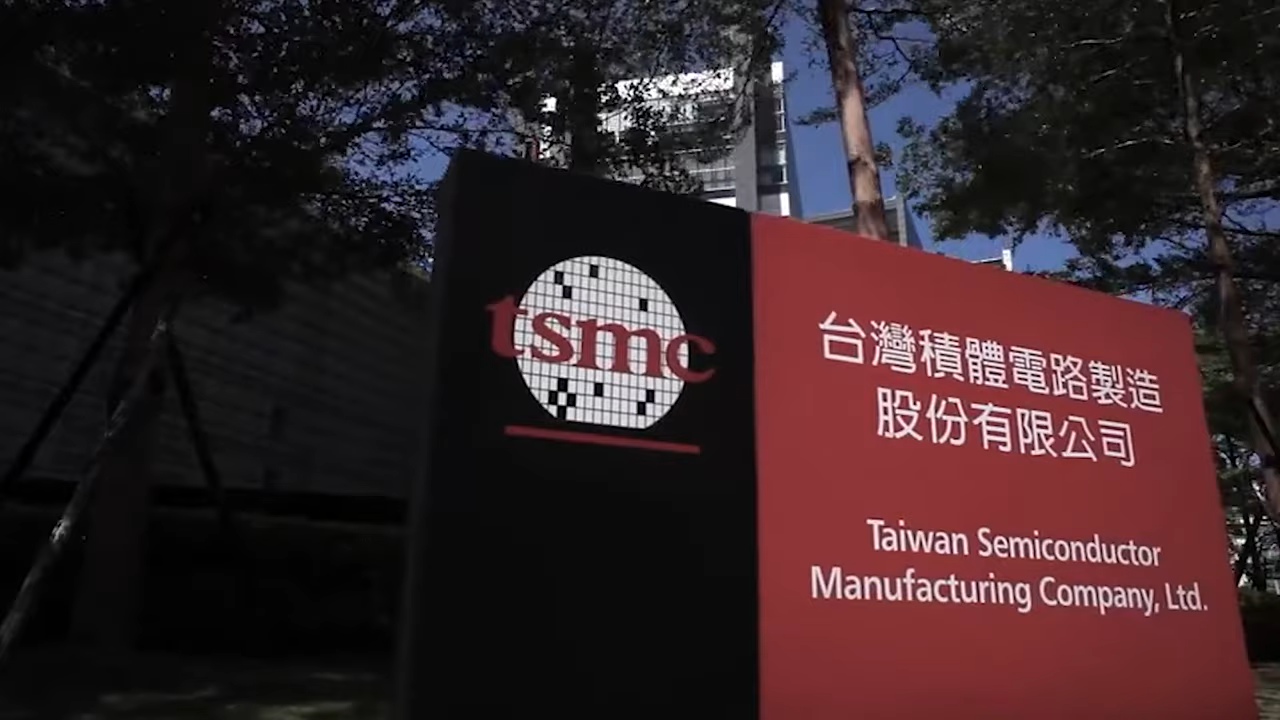 tsmc
台灣積體電路製造
股份有限公司
Taiwan Semiconductor
Manufacturing Company, Ltd.